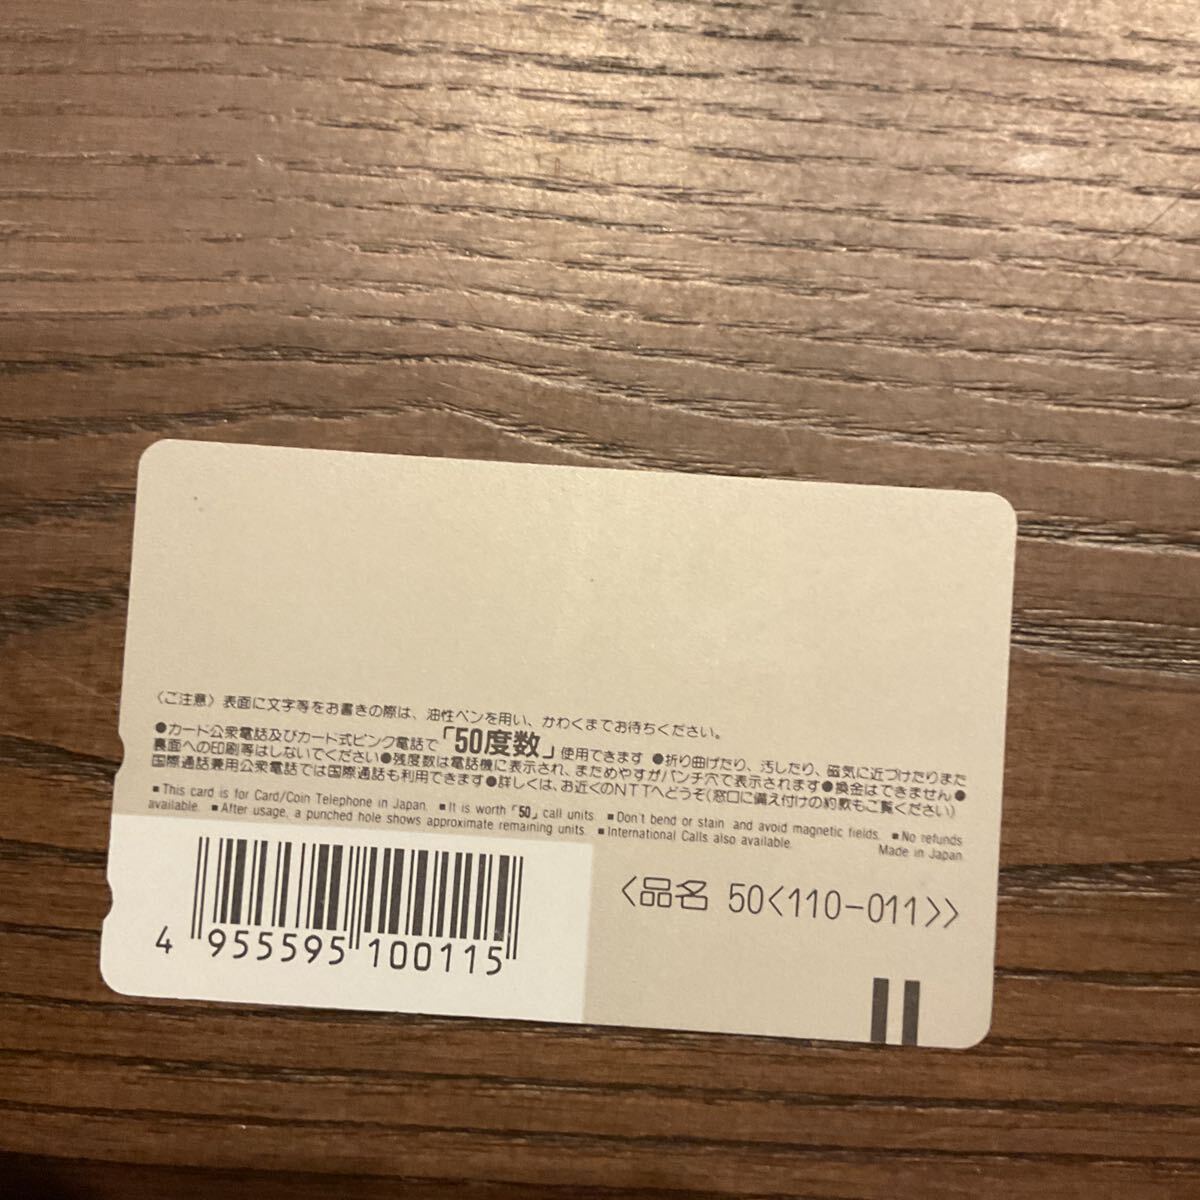 〈ご注意〉表面に文字等をお書きの際は、油性ペンを用い、かわくまでお待ちください。
●カード公衆電話及びカード式ピンク電話で「50度数」使用できます ●折り曲げたり、汚したり、磁気に近づけたりまた
裏面への印刷等はしないでください●残度数は電話機に表示され、まためやすがパンチ穴で表示されます●換金はできません●
国際通話兼用公衆電話では国際通話も利用できます●詳しくは、お近くのNTTへどうぞ(窓口に備え付けの約款もご覧ください)
■This card is for Card/Coin Telephone in Japan. ■It is worth「50」call units ■Don't bend or stain and avoid magnetic fields. ■No refunds
available. ■After usage, a punched hole shows approximate remaining units. ■International Calls also available.
Made in Japan
〈品名 50〈110-011〉〉
4 955595 100115